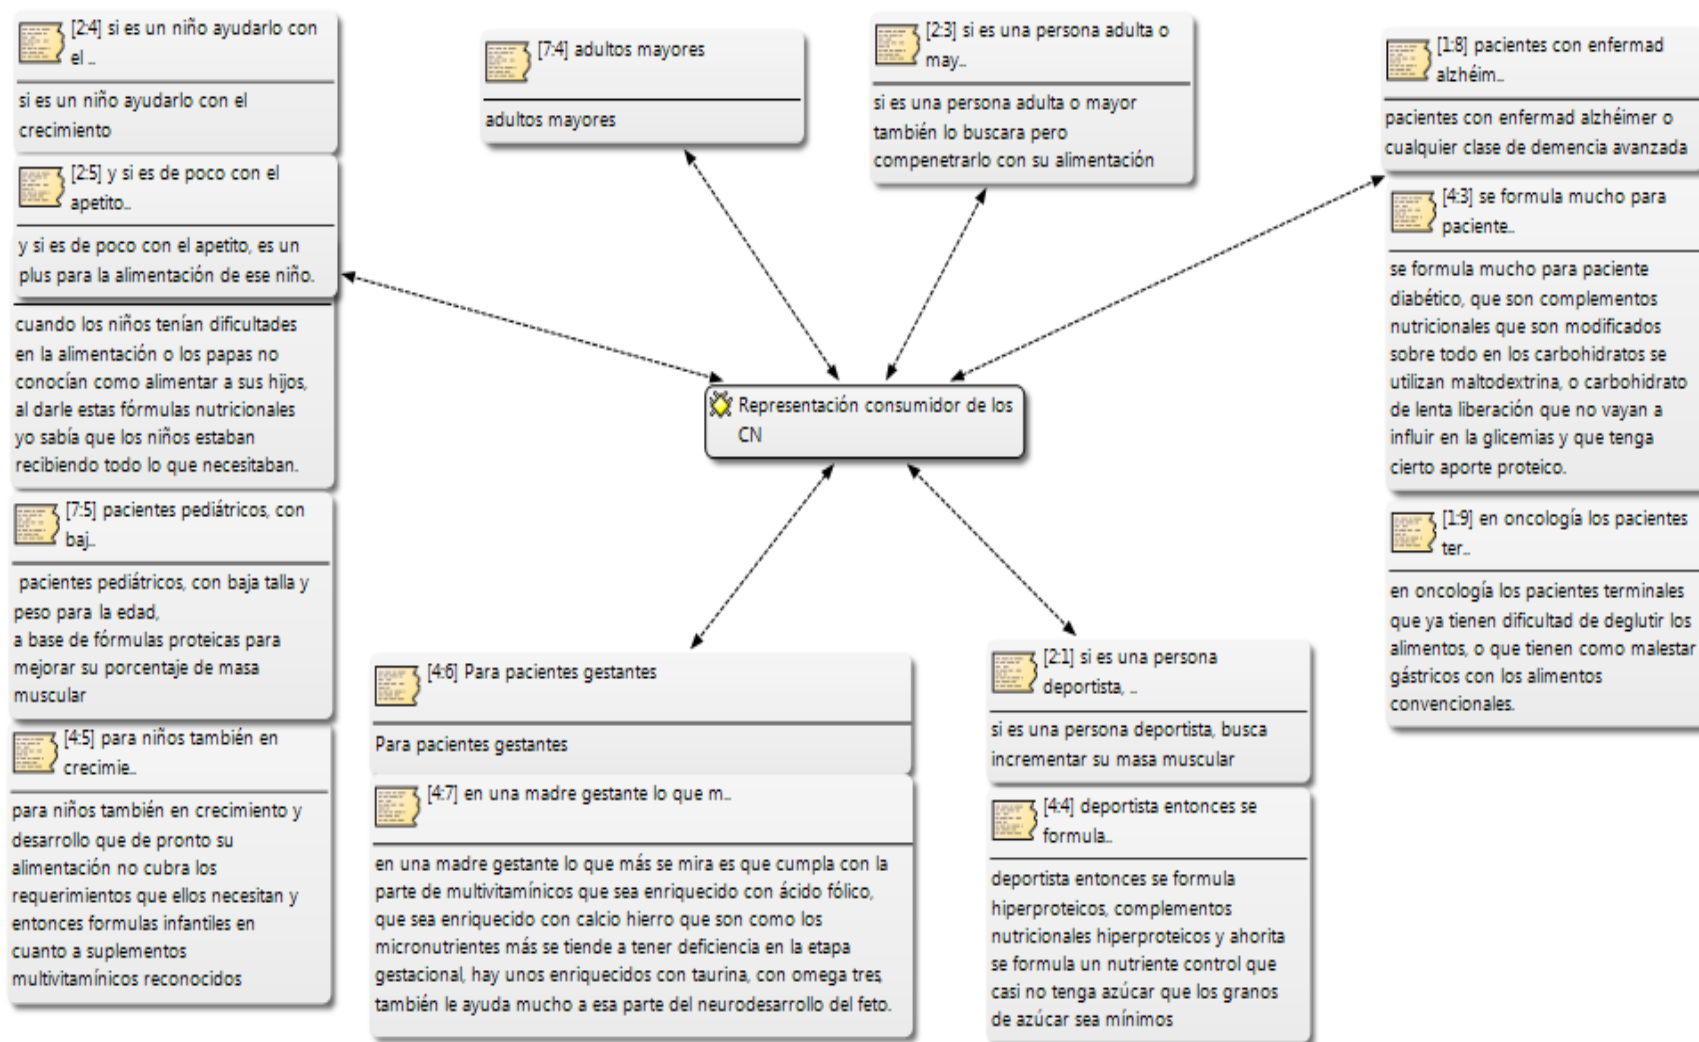 [2:4] si es un niño ayudarlo con
el ..
si es un niño ayudarlo con el
crecimiento
[2:5] y si es de poco con el
apetito..
y si es de poco con el apetito, es un
plus para la alimentación de ese niño.
cuando los niños tenían dificultades
en la alimentación o los papas no
conocían como alimentar a sus hijos,
al darle estas fórmulas nutricionales
yo sabía que los niños estaban
recibiendo todo lo que necesitaban.
[7:5] pacientes pediátricos, con
baj..
pacientes pediátricos, con baja talla y
peso para la edad,
a base de fórmulas proteicas para
mejorar su porcentaje de masa
muscular
[4:5] para niños también en
crecimie..
para niños también en crecimiento y
desarrollo que de pronto su
alimentación no cubra los
requerimientos que ellos necesitan y
entonces formulas infantiles en
cuanto a suplementos
multivitamínicos reconocidos
[7:4] adultos mayores
adultos mayores
[2:3] si es una persona adulta o
may..
si es una persona adulta o mayor
también lo buscara pero
compenetrarlo con su alimentación
[1:8] pacientes con enfermad
alzhéim..
pacientes con enfermad alzhéimer o
cualquier clase de demencia avanzada
[4:3] se formula mucho para
paciente..
se formula mucho para paciente
diabético, que son complementos
nutricionales que son modificados
sobre todo en los carbohidratos se
utilizan maltodextrina, o carbohidrato
de lenta liberación que no vayan a
influir en la glicemias y que tenga
cierto aporte proteico.
[1:9] en oncología los pacientes
ter..
en oncología los pacientes terminales
que ya tienen dificultad de deglutir los
alimentos, o que tienen como malestar
gástricos con los alimentos
convencionales.
Representación consumidor de los
CN
[4:6] Para pacientes gestantes
Para pacientes gestantes
[4:7] en una madre gestante lo que m..
en una madre gestante lo que más se mira es que cumpla con la
parte de multivitamínicos que sea enriquecido con ácido fólico,
que sea enriquecido con calcio hierro que son como los
micronutrientes más se tiende a tener deficiencia en la etapa
gestacional, hay unos enriquecidos con taurina, con omega tres,
también le ayuda mucho a esa parte del neurodesarrollo del feto.
[2:1] si es una persona
deportista, ..
si es una persona deportista, busca
incrementar su masa muscular
[4:4] deportista entonces se
formula..
deportista entonces se formula
hiperproteicos, complementos
nutricionales hiperproteicos y ahorita
se formula un nutriente control que
casi no tenga azúcar que los granos
de azúcar sea mínimos